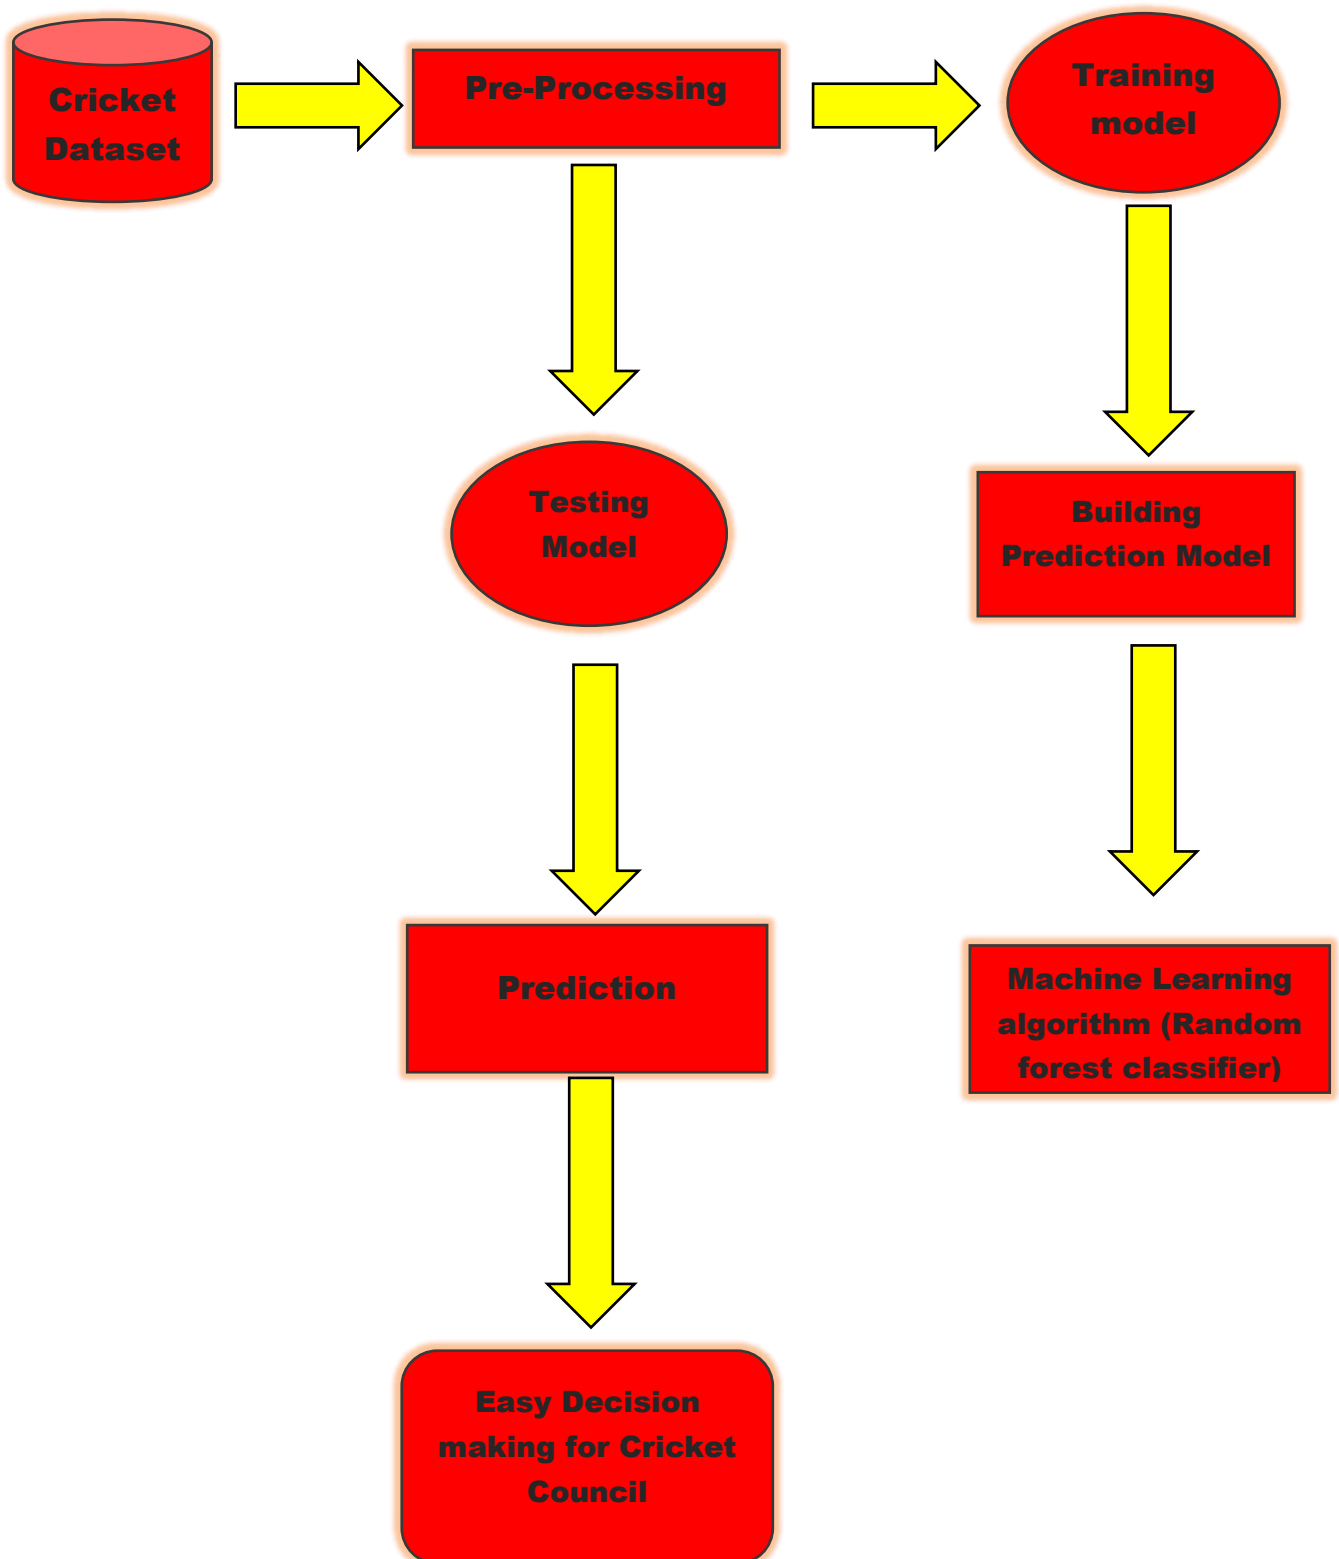 Cricket
Dataset
Pre-Processing
Training
model
Testing
Model
Building
Prediction Model
Prediction
Machine Learning
algorithm (Random
forest classifier)
Easy Decision
making for Cricket
Council